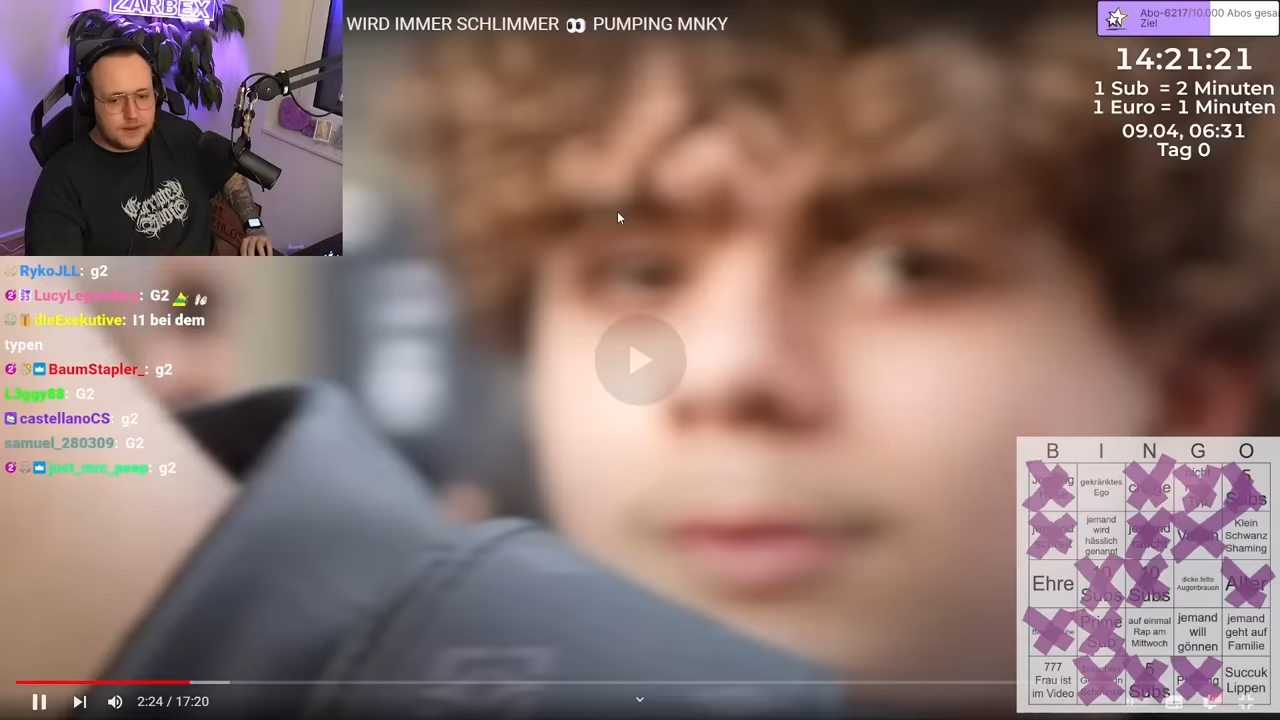 ZARBEX
WIRD IMMER SCHLIMMER 👀 PUMPING MNKY
Abo-6217/10.000 Abos gesa
Ziel
14:21:21
1 Sub = 2 Minuten
1 Euro = 1 Minuten
09.04, 06:31
Tag 0
RykoJLL: g2
: G2
dieExekutive: I1 bei dem
typen
BaumStapler_: g2
L3ggy88: G2
castellanoCS: g2
samuel_280309: G2
just_mrc_peep: g2
B I N G O
gekränktes
Ego
5
Subs
jemand
wird
hässlich
genannt
Klein
Schwanz
Shaming
Ehre
10
Subs
10
Subs
dicke fette
Augenbrauen
Alter
Prime
Sub
auf einmal
Rap am
Mittwoch
jemand
will
gönnen
jemand
geht auf
Familie
777
Frau ist
im Video
5
Subs
Succuk
Lippen
2:24 / 17:20